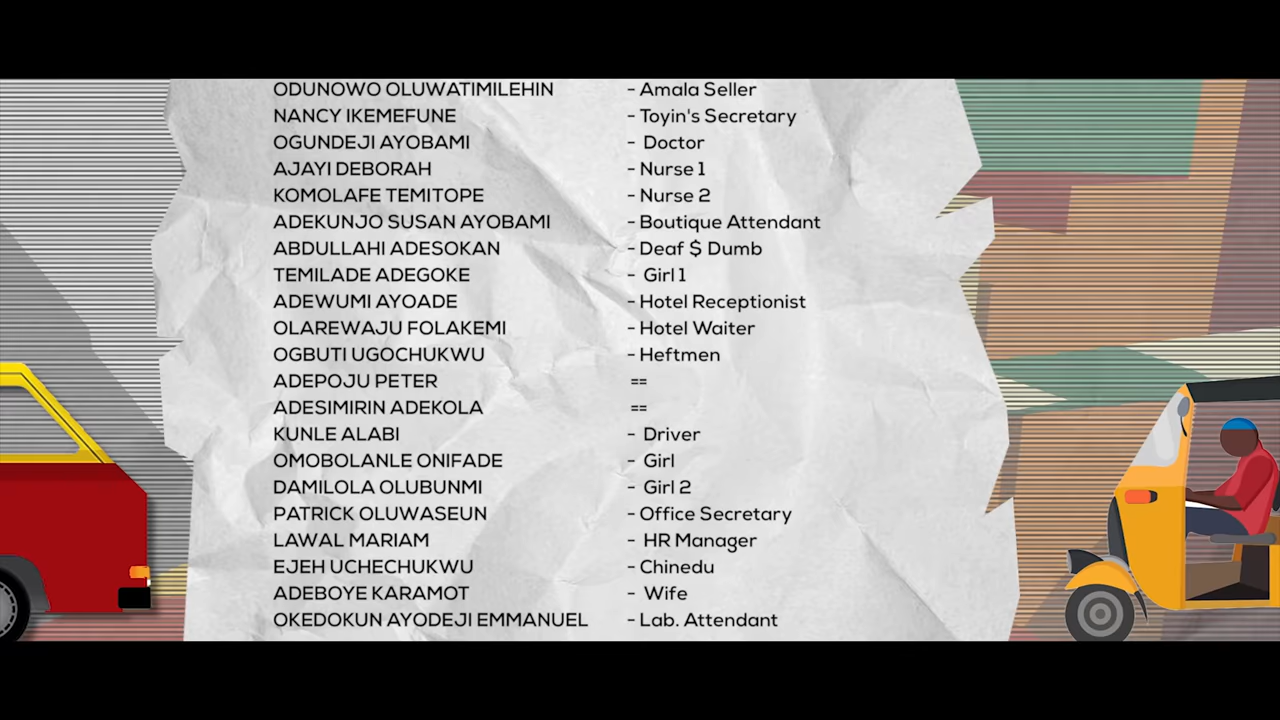 ODUNOWO OLUWATIMILEHIN - Amala Seller
NANCY IKEMEFUNE - Toyin's Secretary
OGUNDEJI AYOBAMI - Doctor
AJAYI DEBORAH - Nurse 1
KOMOLAFE TEMITOPE - Nurse 2
ADEKUNJO SUSAN AYOBAMI - Boutique Attendant
ABDULLAHI ADESOKAN - Deaf $ Dumb
TEMILADE ADEGOKE - Girl 1
ADEWUMI AYOADE - Hotel Receptionist
OLAREWAJU FOLAKEMI - Hotel Waiter
OGBUTI UGOCHUKWU - Heftmen
ADEPOJU PETER ==
ADESIMIRIN ADEKOLA ==
KUNLE ALABI - Driver
OMOBOLANLE ONIFADE - Girl
DAMILOLA OLUBUNMI - Girl 2
PATRICK OLUWASEUN - Office Secretary
LAWAL MARIAM - HR Manager
EJEH UCHECHUKWU - Chinedu
ADEBOYE KARAMOT - Wife
OKEDOKUN AYODEJI EMMANUEL - Lab. Attendant